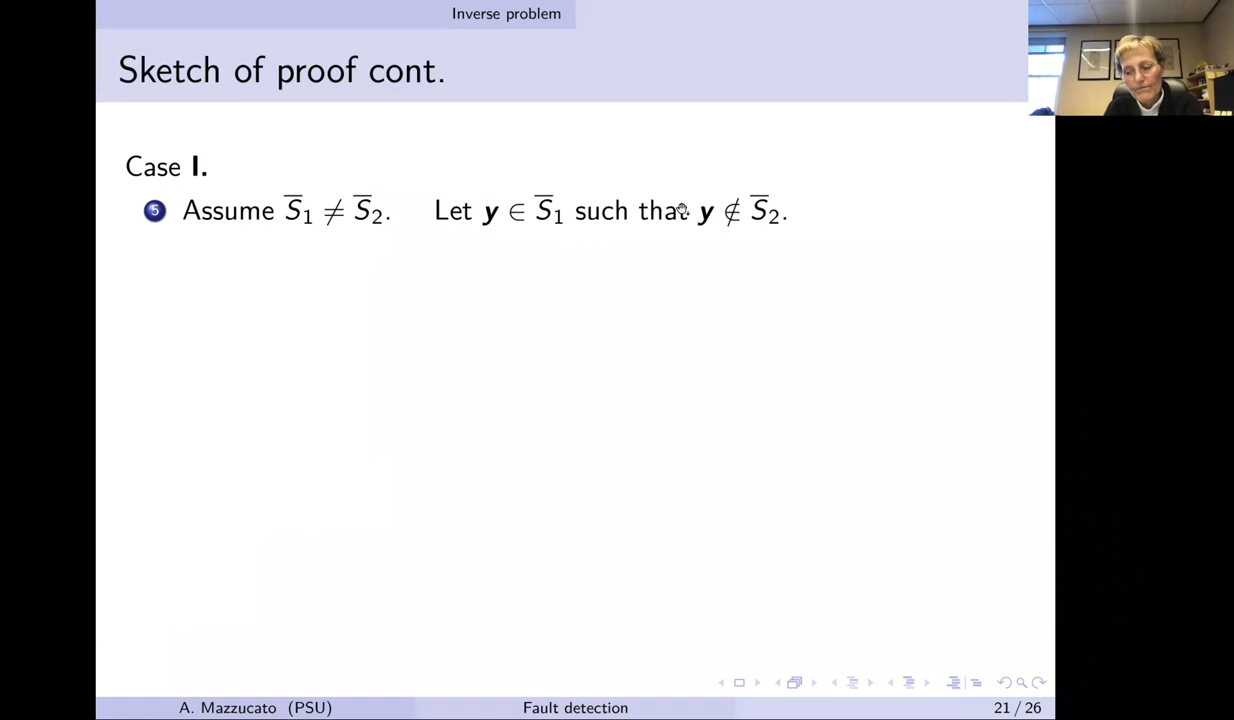 Inverse problem
Sketch of proof cont.
Case I.
5 Assume S̅₁ ≠ S̅₂. Let y ∈ S̅₁ such that y ∉ S̅₂.
A. Mazzucato (PSU) Fault detection 21 / 26